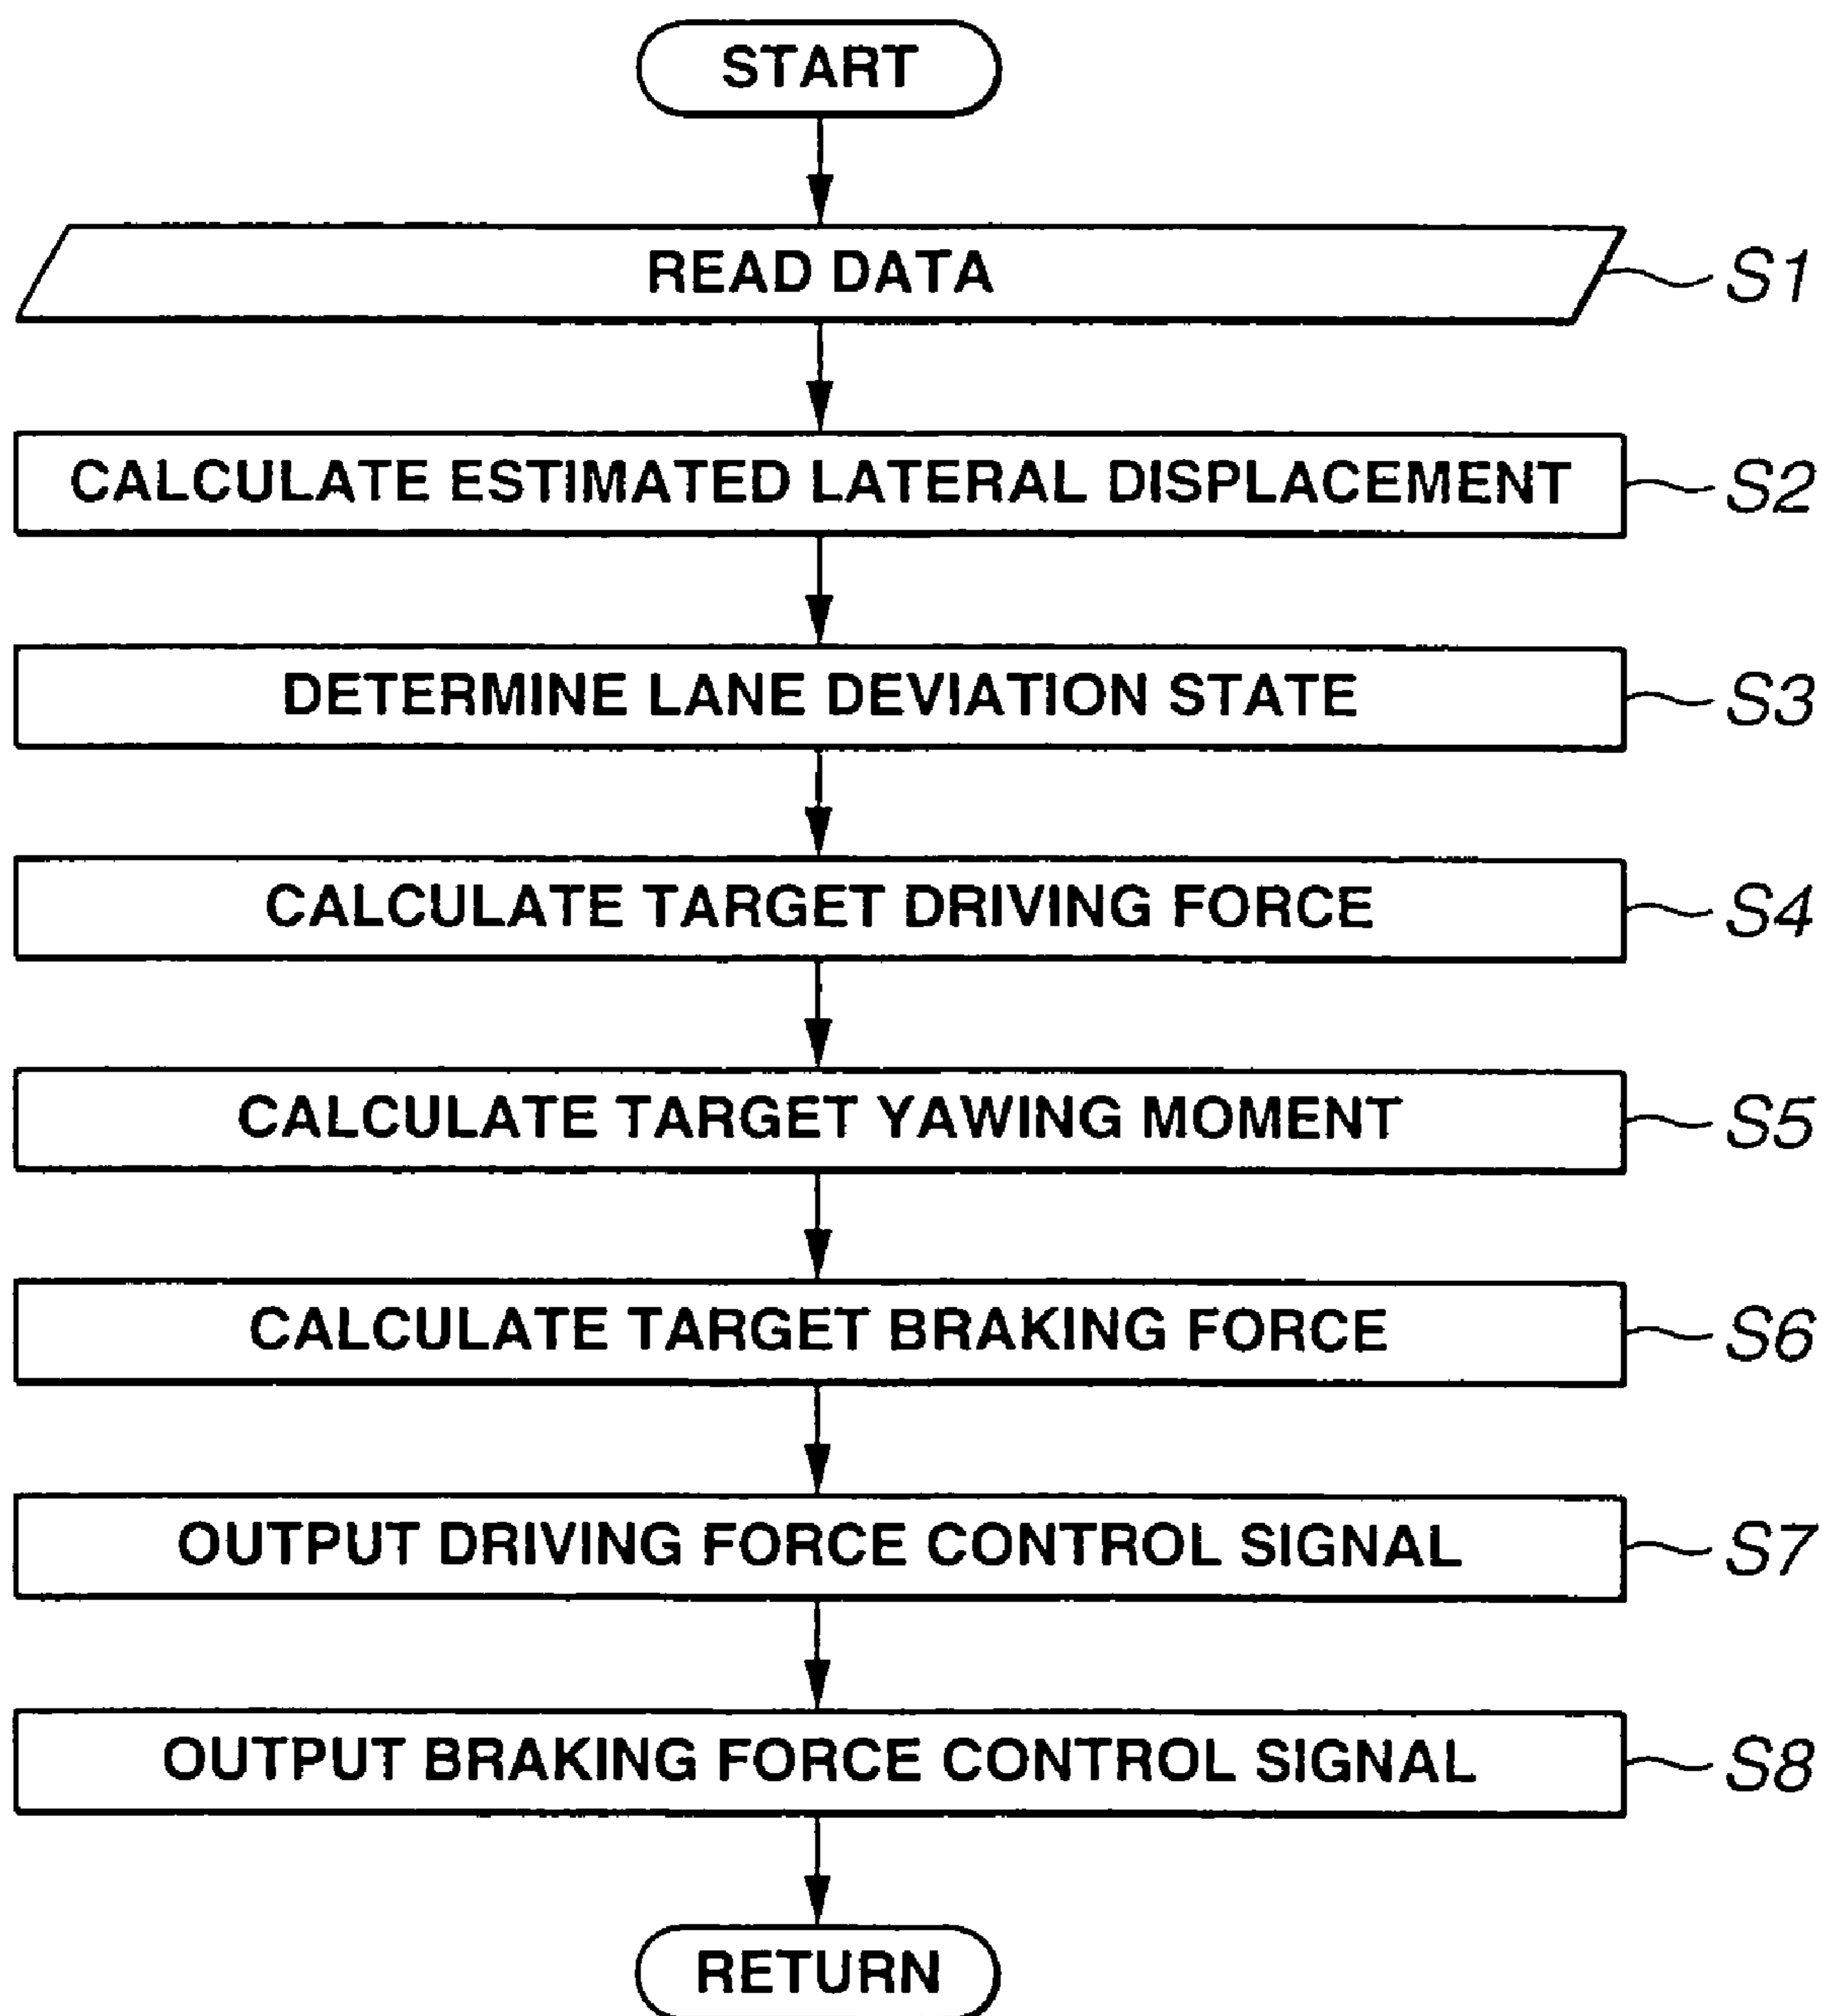 START
READ DATA
S1
CALCULATE ESTIMATED LATERAL DISPLACEMENT
S2
DETERMINE LANE DEVIATION STATE
S3
CALCULATE TARGET DRIVING FORCE
S4
CALCULATE TARGET YAWING MOMENT
S5
CALCULATE TARGET BRAKING FORCE
S6
OUTPUT DRIVING FORCE CONTROL SIGNAL
S7
OUTPUT BRAKING FORCE CONTROL SIGNAL
S8
RETURN